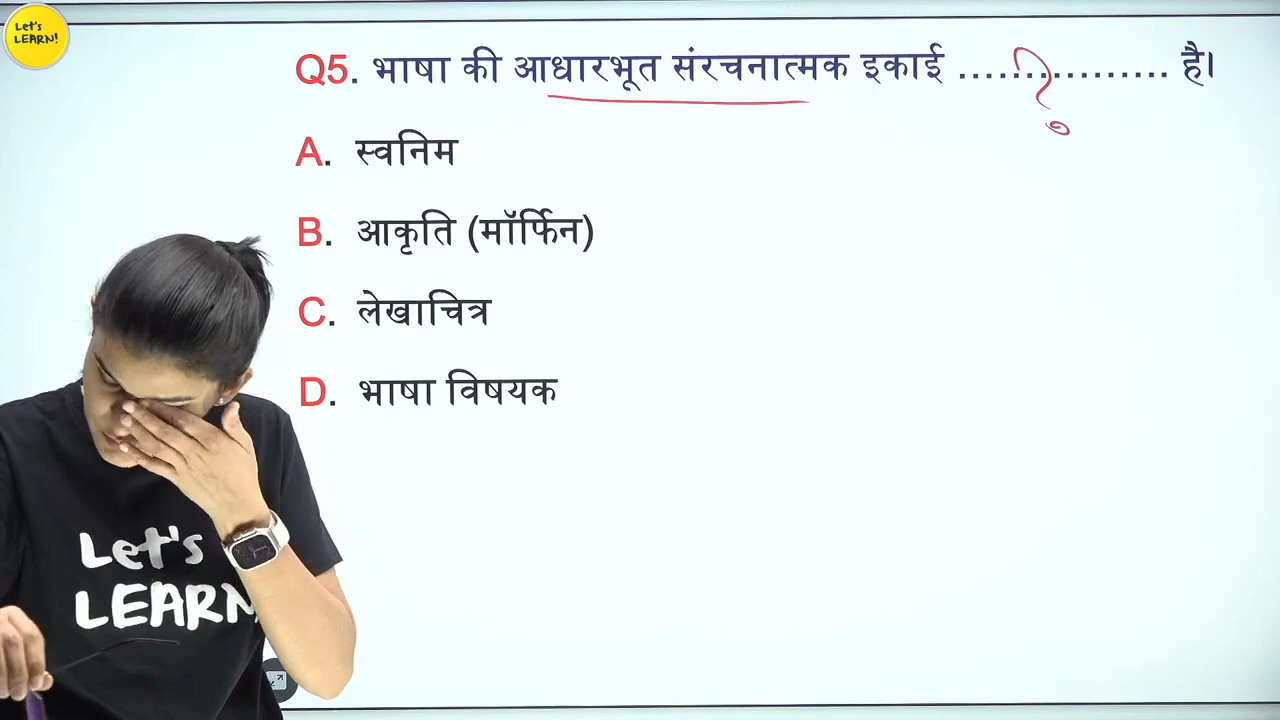 Let's
LEARN!
Q5. भाषा की आधारभूत संरचनात्मक इकाई .................. है।
A. स्वनिम
B. आकृति (मॉर्फिन)
C. लेखाचित्र
D. भाषा विषयक
Let's
LEARN